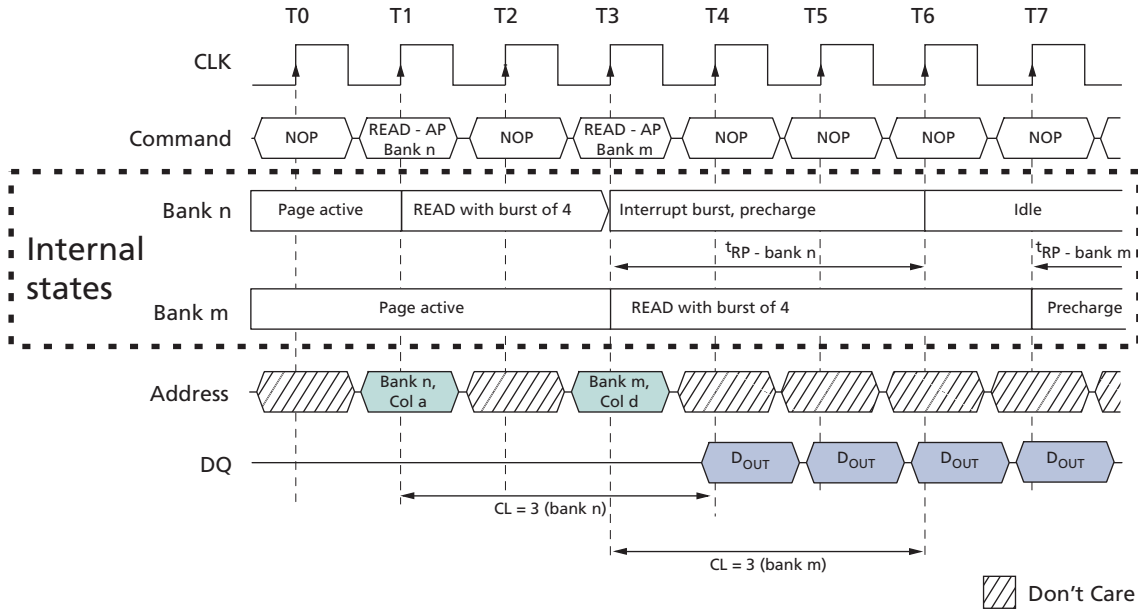 T0 T1 T2 T3 T4 T5 T6 T7
CLK
Command NOP READ - AP Bank n NOP READ - AP Bank m NOP NOP NOP NOP
Internal states
Bank n Page active READ with burst of 4 Interrupt burst, precharge Idle
tRP - bank n tRP - bank m
Bank m Page active READ with burst of 4 Precharge
Address Bank n, Col a Bank m, Col d
DQ DOUT DOUT DOUT DOUT
CL = 3 (bank n)
CL = 3 (bank m)
Don't Care